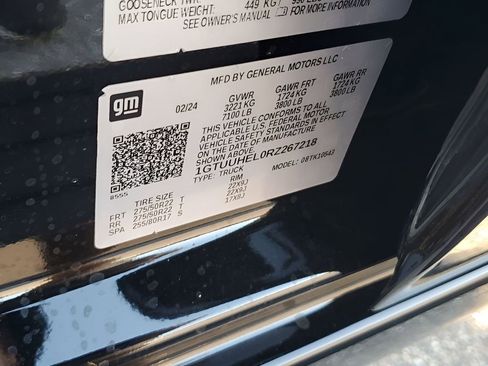 GOOSENECK TWR:
MAX TONGUE WEIGHT: 449 KG/
SEE OWNER'S MANUAL FOR MORE
gm
MFD BY GENERAL MOTORS LLC
02/24 GVWR GAWR FRT GAWR RR
3221 KG 1724 KG 1724 KG
7100 LB 3800 LB 3800 LB
THIS VEHICLE CONFORMS TO ALL
APPLICABLE U.S. FEDERAL MOTOR
VEHICLE SAFETY STANDARDS IN EFFECT
ON THE DATE OF MANUFACTURE
SHOWN ABOVE.
1GTUUHEL0RZ267218
TYPE: TRUCK MODEL: 0BTK10543
8555
TIRE SIZE RIM
FRT 275/50R22 T 22X9J
RR 275/50R22 T 22X9J
SPA 255/80R17 S 17X8J